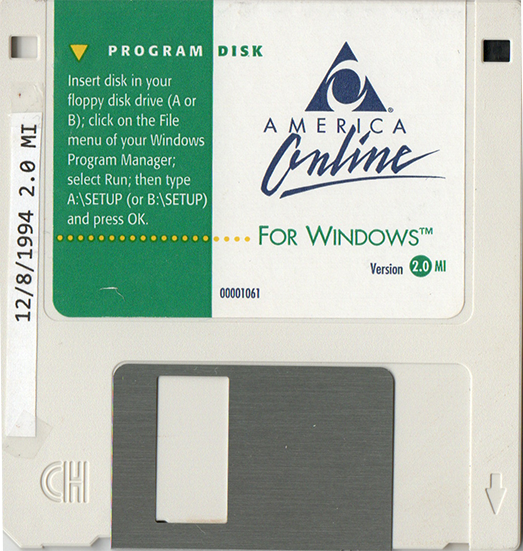 PROGRAM DISK
Insert disk in your
floppy disk drive (A or
B); click on the File
menu of your Windows
Program Manager;
select Run; then type
A:\SETUP (or B:\SETUP)
and press OK.
AMERICA
Online
®
FOR WINDOWS™
Version 2.0 MI
00001061
12/8/1994 2.0 MI
CH